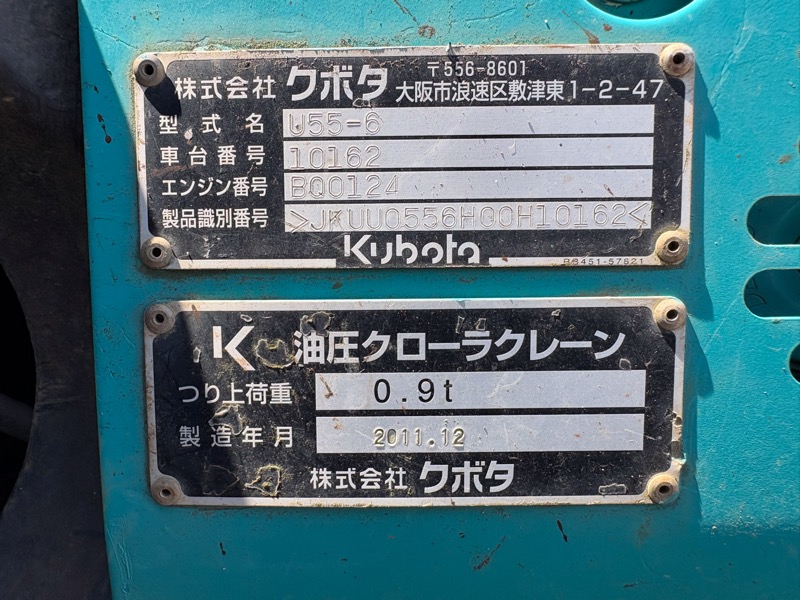 株式会社 クボタ 〒556-8601
大阪市浪速区敷津東1-2-47
型式名 U55-6
車台番号 10162
エンジン番号 BQ0124
製品識別番号 >JKUU0556H00H10162<
Kubota
RB451-57821
K 油圧クローラクレーン
つり上荷重 0.9t
製造年月 2011.12
株式会社 クボタ